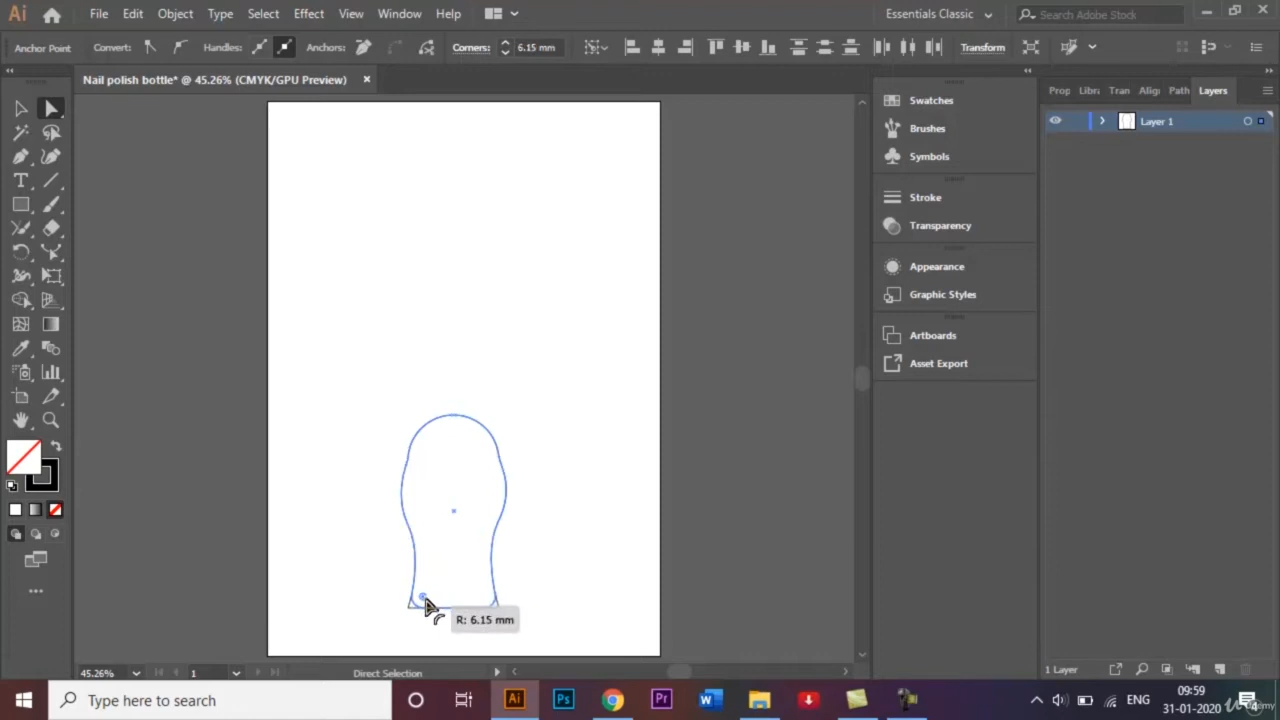 Ai File Edit Object Type Select Effect View Window Help Essentials Classic Search Adobe Stock
Anchor Point Convert: Handles: Anchors: Corners: 6.15 mm Transform
Nail polish bottle* @ 45.26% (CMYK/GPU Preview)
Prop Libra Tran Align Path Layers
Swatches
Brushes
Symbols
Stroke
Transparency
Appearance
Graphic Styles
Artboards
Asset Export
Layer 1
R: 6.15 mm
45.26% 1 Direct Selection
1 Layer
Type here to search
Ai Ps Pr
ENG
09:59
31-01-2020